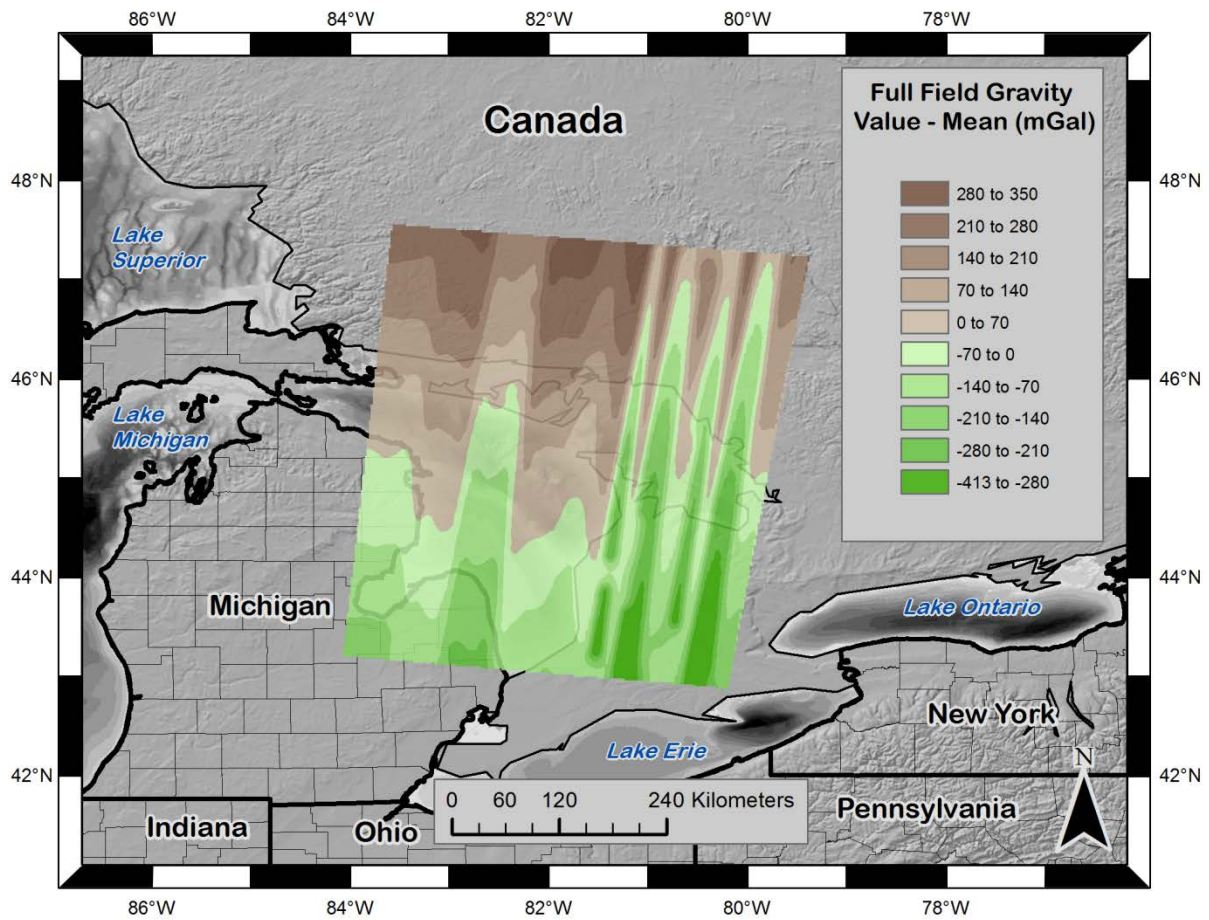 86°W 84°W 82°W 80°W 78°W
Canada
Full Field Gravity
Value - Mean (mGal)
280 to 350
210 to 280
140 to 210
70 to 140
0 to 70
-70 to 0
-140 to -70
-210 to -140
-280 to -210
-413 to -280
48°N 48°N
Lake
Superior
46°N 46°N
Lake
Michigan
44°N 44°N
Michigan
Lake Ontario
New York
Lake Erie
N
42°N 42°N
0 60 120 240 Kilometers
Pennsylvania
Indiana
Ohio
86°W 84°W 82°W 80°W 78°W